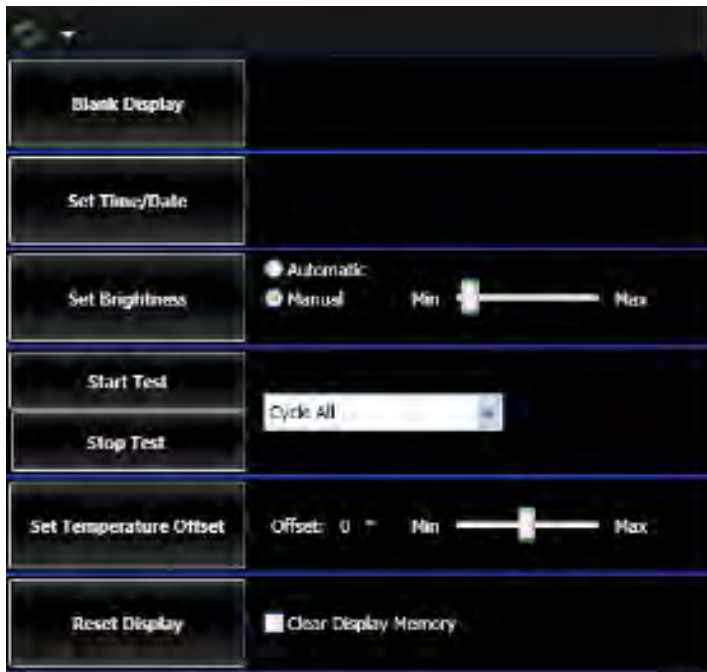 Blank Display
Set Time/Date
Automatic
Set Brightness
Manual Min Max
Start Test
Cycle All
Stop Test
Set Temperature Offset Offset: 0 ° Min Max
Reset Display Clear Display Memory